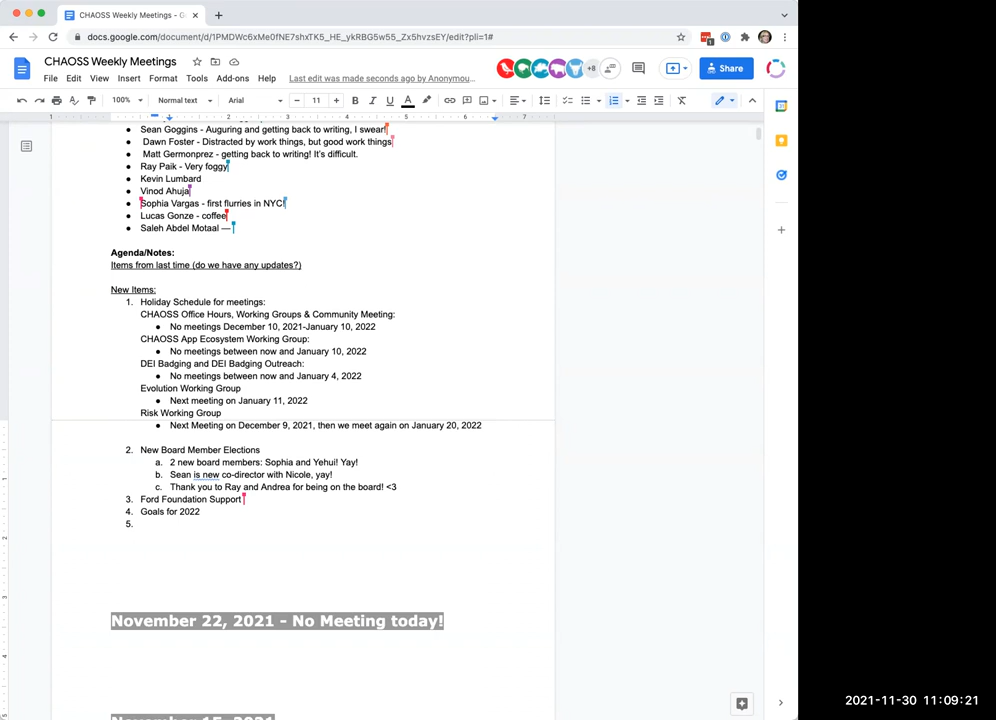 CHAOSS Weekly Meetings - G
docs.google.com/document/d/1PMDWc6xMe0fNE7shxTK5_HE_ykRBG5w55_Zx5hvzsEY/edit?pli=1#
CHAOSS Weekly Meetings
File Edit View Insert Format Tools Add-ons Help Last edit was made seconds ago by Anonymou...
+8
Share
100% Normal text Arial 11
1 1 2 3 4 5 6 7
Sean Goggins - Auguring and getting back to writing, I swear!
Dawn Foster - Distracted by work things, but good work things
Matt Germonprez - getting back to writing! It's difficult.
Ray Paik - Very foggy
Kevin Lumbard
Vinod Ahuja
Sophia Vargas - first flurries in NYC!
Lucas Gonze - coffee
Saleh Abdel Motaal —
Agenda/Notes:
Items from last time (do we have any updates?)
New Items:
1. Holiday Schedule for meetings:
CHAOSS Office Hours, Working Groups & Community Meeting:
No meetings December 10, 2021-January 10, 2022
CHAOSS App Ecosystem Working Group:
No meetings between now and January 10, 2022
DEI Badging and DEI Badging Outreach:
No meetings between now and January 4, 2022
Evolution Working Group
Next meeting on January 11, 2022
Risk Working Group
Next Meeting on December 9, 2021, then we meet again on January 20, 2022
2. New Board Member Elections
a. 2 new board members: Sophia and Yehui! Yay!
b. Sean is new co-director with Nicole, yay!
c. Thank you to Ray and Andrea for being on the board! <3
3. Ford Foundation Support
4. Goals for 2022
5.
November 22, 2021 - No Meeting today!
November 15, 2021
2021-11-30 11:09:21